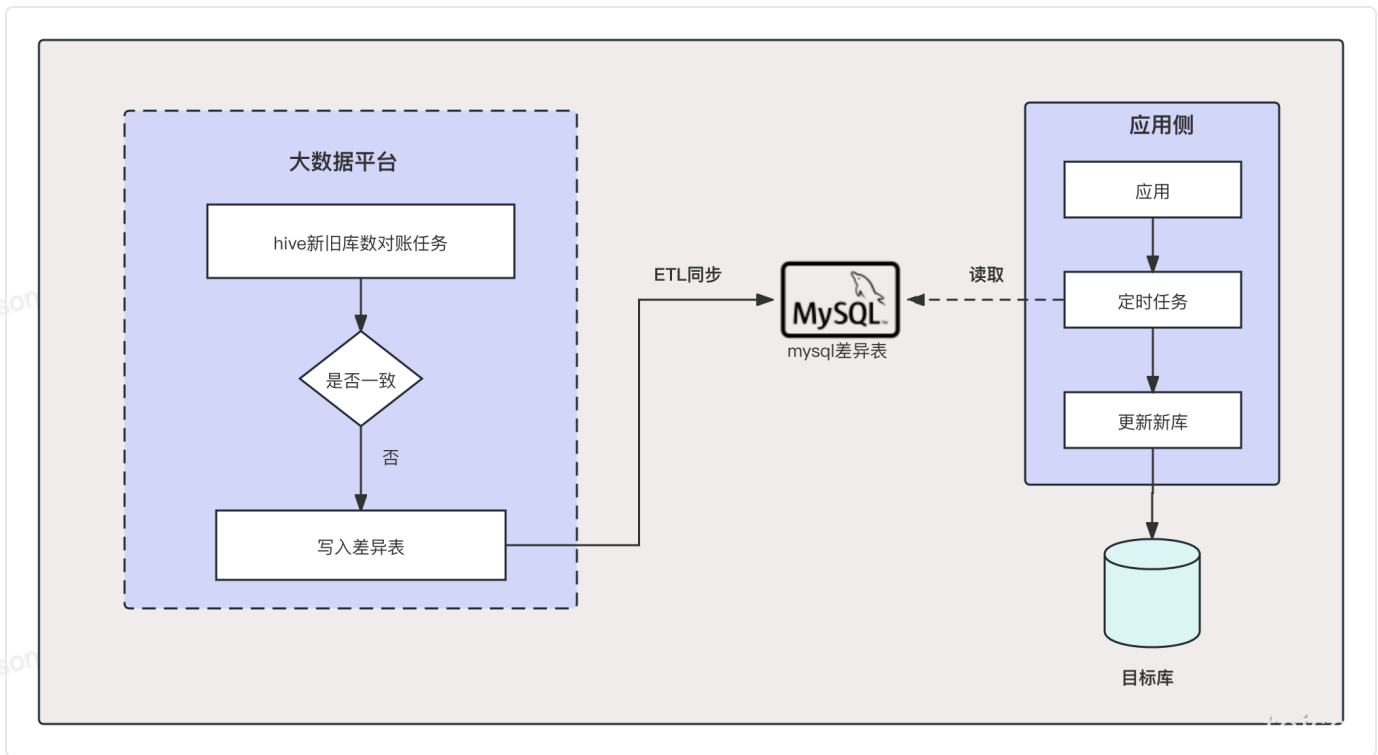 大数据平台
hive新旧库数对账任务
是否一致
否
写入差异表
ETL同步
MySQL
mysql差异表
读取
应用侧
应用
定时任务
更新新库
目标库